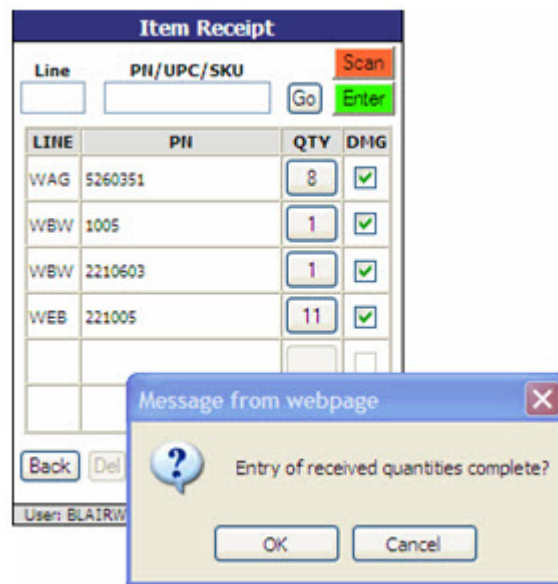 Item Receipt
Line PN/UPC/SKU Scan
Go Enter
LINE PN QTY DMG
WAG 5260351 8
WBW 1005 1
WBW 2210603 1
WEB 221005 11
Message from webpage
Entry of received quantities complete?
OK Cancel
Back Del
User: BLAIRW